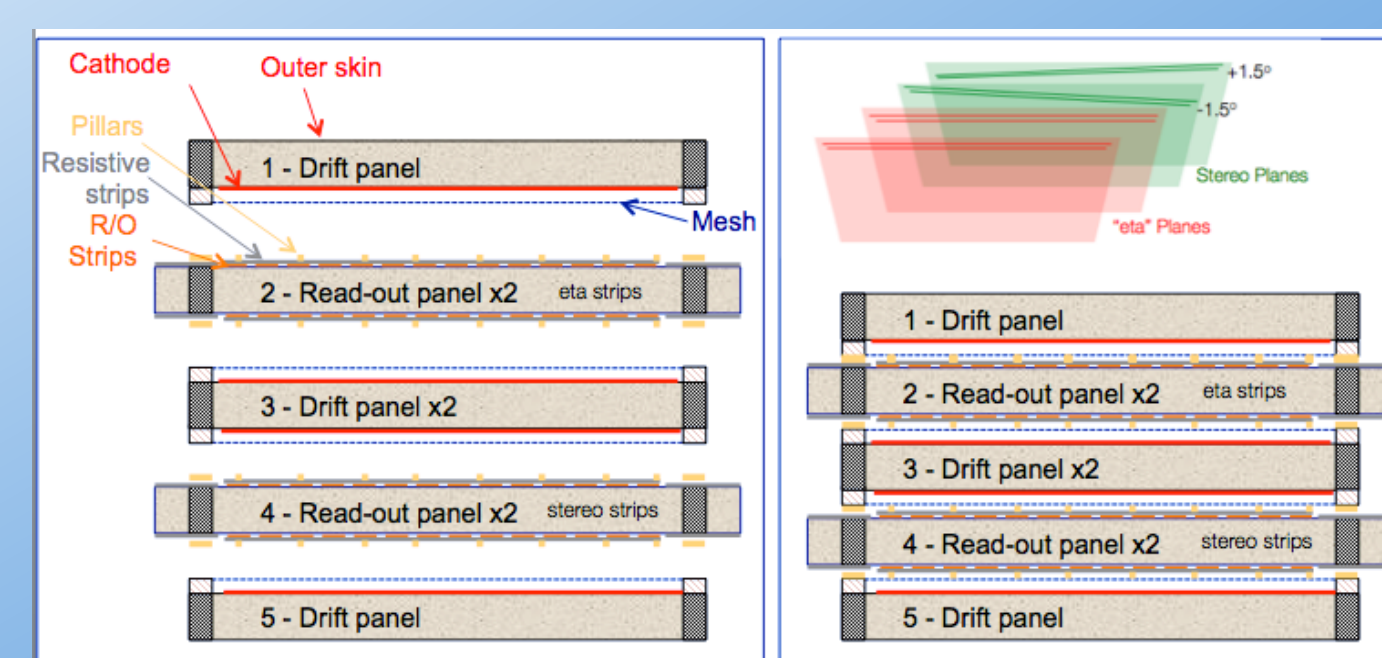 Cathode
Outer skin
Pillars
Resistive
strips
R/O
Strips
1 - Drift panel
Mesh
2 - Read-out panel x2
eta strips
3 - Drift panel x2
4 - Read-out panel x2
stereo strips
5 - Drift panel
+1.5º
-1.5º
Stereo Planes
"eta" Planes
1 - Drift panel
2 - Read-out panel x2
eta strips
3 - Drift panel x2
4 - Read-out panel x2
stereo strips
5 - Drift panel